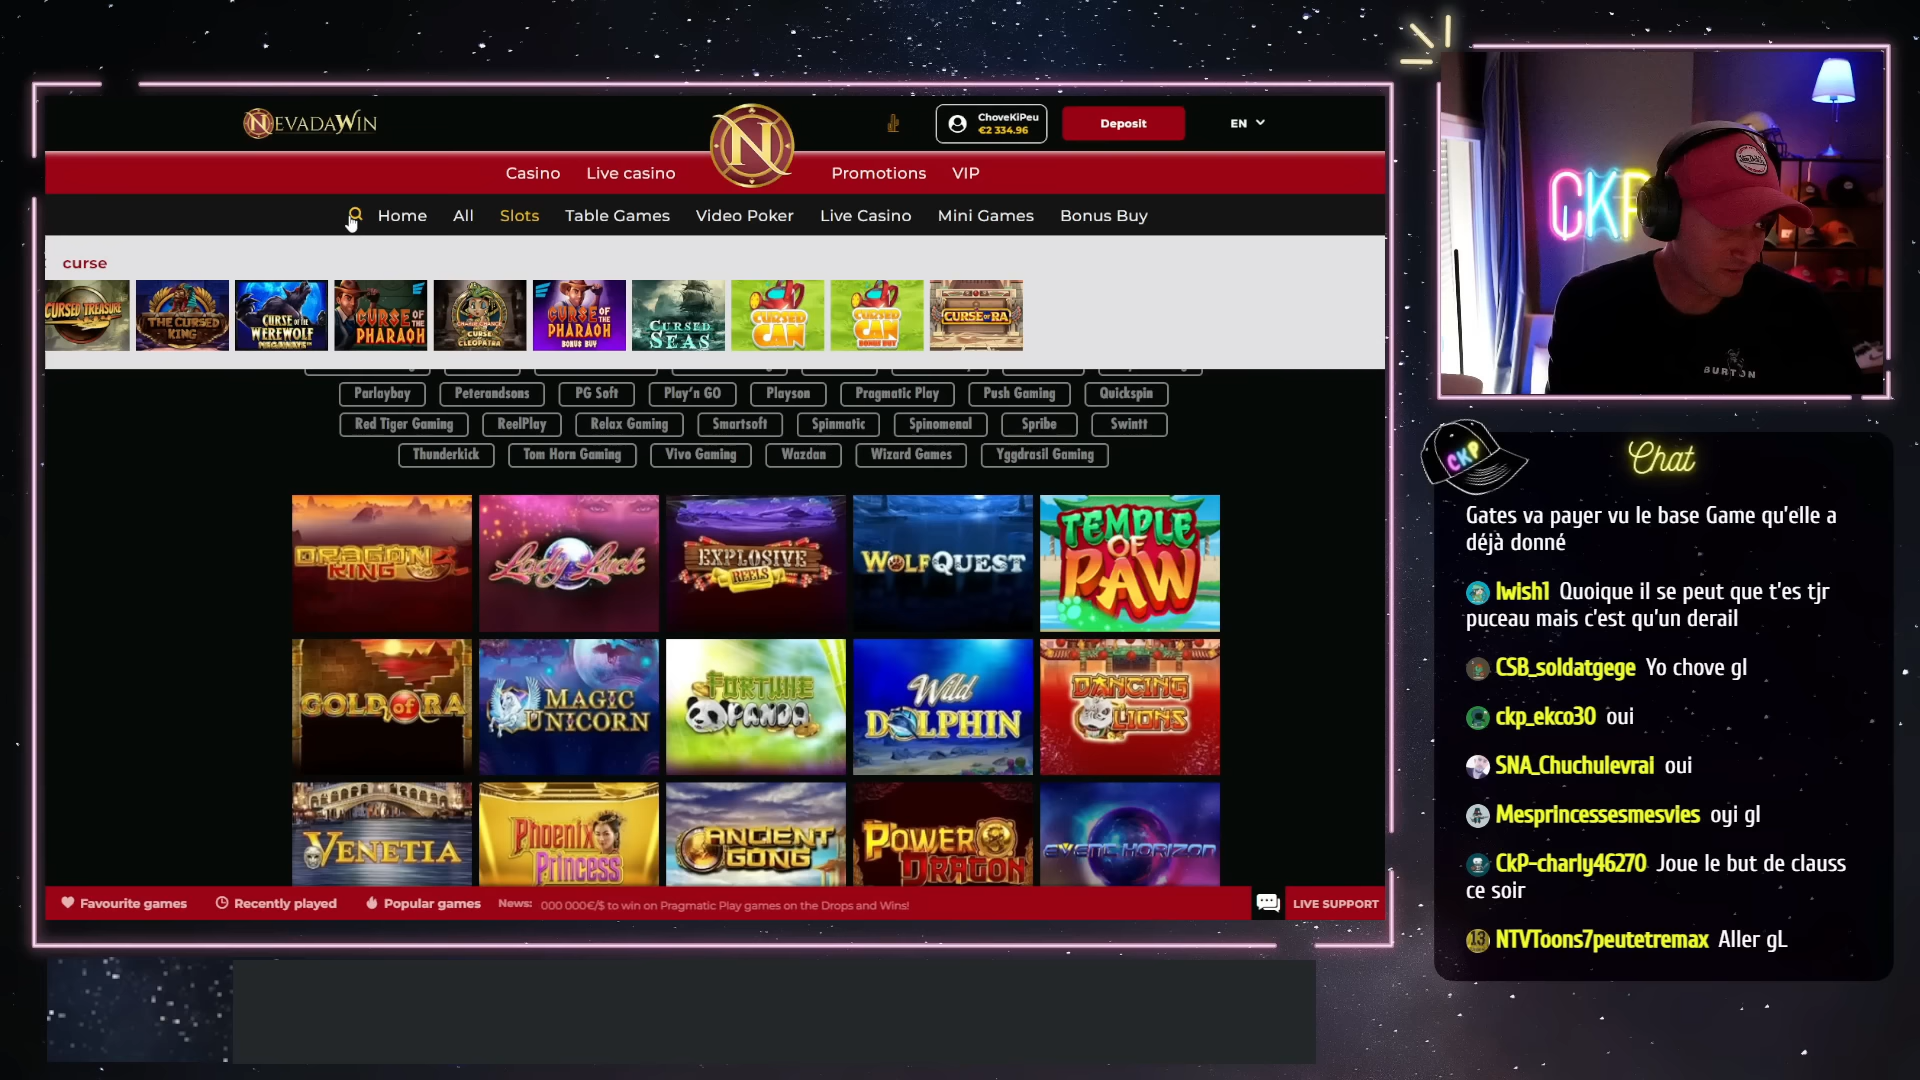 NEVADAWIN
N
ChoveKiPeu
€2 334.96
Deposit
EN
Casino
Live casino
Promotions
VIP
Home
All
Slots
Table Games
Video Poker
Live Casino
Mini Games
Bonus Buy
curse
CURSED TREASURE
THE CURSED KING
CURSE OF THE WEREWOLF MEGAWAYS
CURSE OF THE PHARAOH
CURSE CLEOPATRA
CURSE OF THE PHARAOH BONUS BUY
CURSED SEAS
CURSED CAN
CURSED CAN BONUS BUY
CURSE OF RA
Parlaybay
Peterandsons
PG Soft
Play'n GO
Playson
Pragmatic Play
Push Gaming
Quickspin
Red Tiger Gaming
ReelPlay
Relax Gaming
Smartsoft
Spinmatic
Spinomenal
Spribe
Swintt
Thunderkick
Tom Horn Gaming
Vivo Gaming
Wazdan
Wizard Games
Yggdrasil Gaming
DRAGON KING
Lady Luck
EXPLOSIVE REELS
WOLFQUEST
TEMPLE OF PAW
GOLD of RA
MAGIC UNICORN
FORTUNE PANDA
Wild DOLPHIN
DANCING LIONS
VENETIA
Phoenix Princess
ANCIENT GONG
POWER DRAGON
EVENT HORIZON
Favourite games
Recently played
Popular games
News:
000 000€/$ to win on Pragmatic Play games on the Drops and Wins!
LIVE SUPPORT
CKP
BURTON
CKP
Chat
Gates va payer vu le base Game qu'elle a
déjà donné
Iwish1 Quoique il se peut que t'es tjr
puceau mais c'est qu'un derail
CSB_soldatgege Yo chove gl
ckp_ekco30 oui
SNA_Chuchulevrai oui
Mesprincessesmesvies oyi gl
CkP-charly46270 Joue le but de clauss
ce soir
NTVToons7peutetremax Aller gL